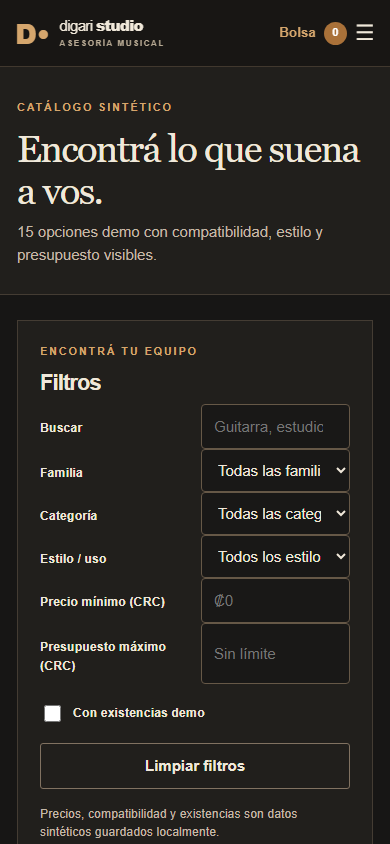 D
digari studio
ASESORÍA MUSICAL
Bolsa 0
CATÁLOGO SINTÉTICO
Encontrá lo que suena
a vos.
15 opciones demo con compatibilidad, estilo y
presupuesto visibles.
ENCONTRÁ TU EQUIPO
Filtros
Buscar
Guitarra, estudio
Familia
Todas las famili
Categoría
Todas las categ
Estilo / uso
Todos los estilo
Precio mínimo (CRC)
₡0
Presupuesto máximo
(CRC)
Sin límite
Con existencias demo
Limpiar filtros
Precios, compatibilidad y existencias son datos
sintéticos guardados localmente.